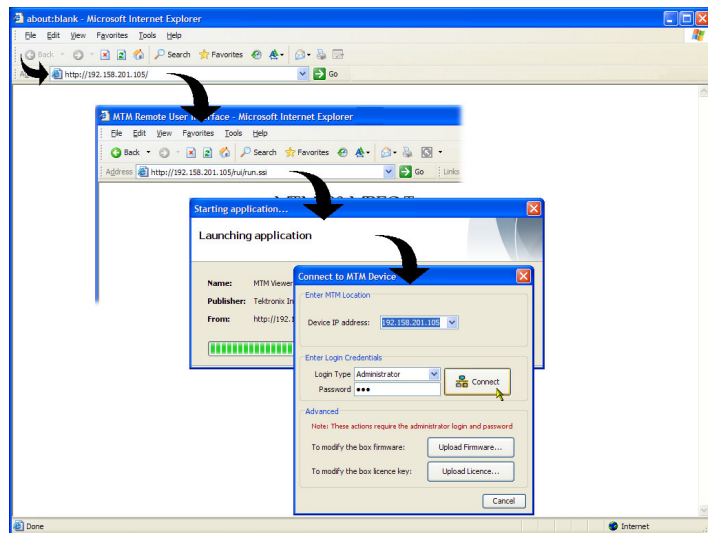 about:blank - Microsoft Internet Explorer
File Edit View Favorites Tools Help
Back Search Favorites
http://192.158.201.105/ Go
MTM Remote User - Microsoft Internet Explorer
File Edit View Favorites Tools Help
Back Search Favorites
Address http://192.158.201.105/rui/run.ssi Go Links
Starting application...
Launching application
Name: MTM Viewer
Publisher: Tektronix In
From: http://192.1
Connect to MTM Device
Enter MTM Location
Device IP address: 192.158.201.105
Enter Login Credentials
Login Type Administrator
Password ●●●
Connect
Advanced
Note: These actions require the administrator login and password
To modify the box firmware: Upload Firmware...
To modify the box licence key: Upload Licence...
Cancel
Done Internet